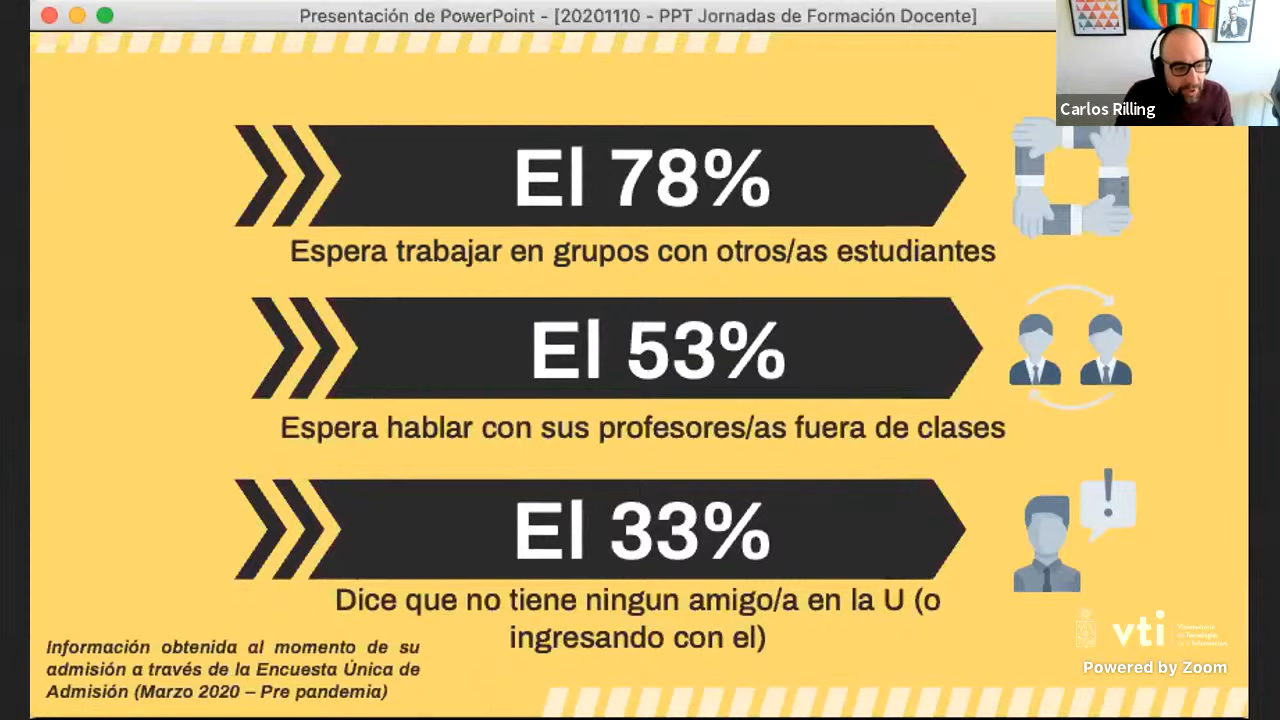 Presentación de PowerPoint - [20201110 - PPT Jornadas de Formación Docente]
Carlos Rilling
El 78%
Espera trabajar en grupos con otros/as estudiantes
El 53%
Espera hablar con sus profesores/as fuera de clases
El 33%
Dice que no tiene ningun amigo/a en la U (o
ingresando con el)
Información obtenida al momento de su
admisión a través de la Encuesta Única de
Admisión (Marzo 2020 – Pre pandemia)
vti
Powered by Zoom